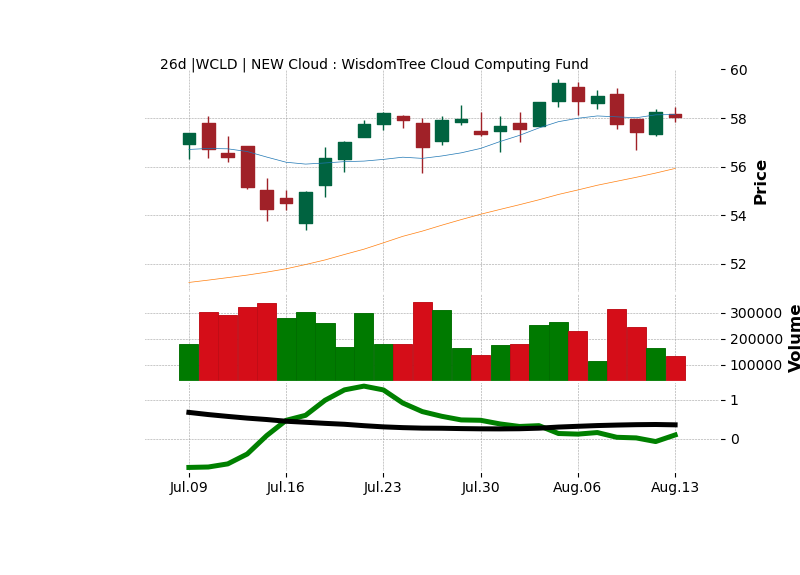 26d |WCLD | NEW Cloud : WisdomTree Cloud Computing Fund
60
58
56
54
52
Price
300000
200000
100000
Volume
1
0
Jul.09 Jul.16 Jul.23 Jul.30 Aug.06 Aug.13